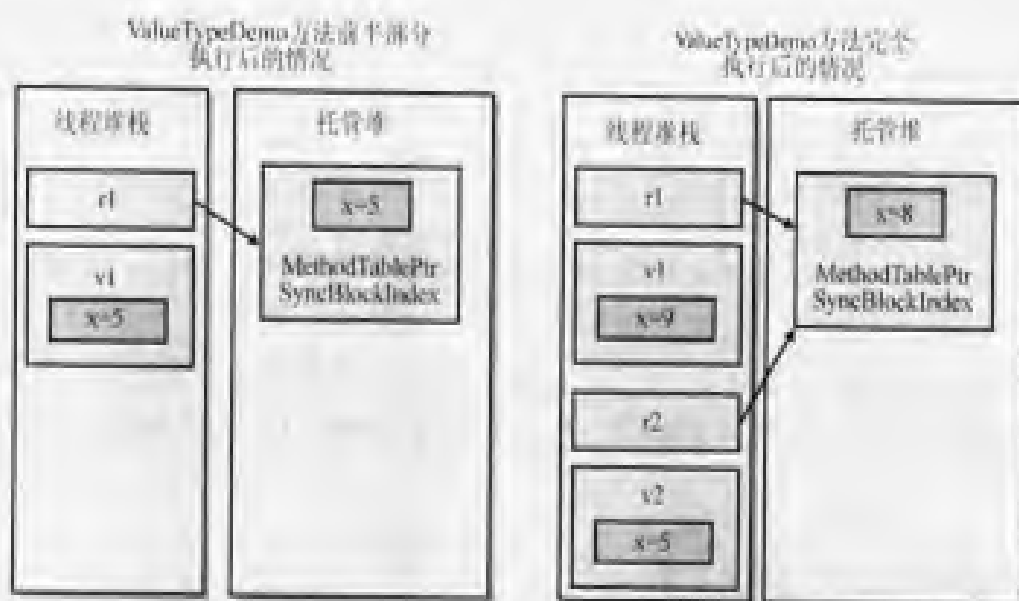 ValueTypeDemo方法前半部分
执行后的情况
线程堆栈
托管堆
r1
x=5
MethodTablePtr
SyncBlockIndex
v1
x=5
ValueTypeDemo方法完全
执行后的情况
线程堆栈
托管堆
r1
x=8
MethodTablePtr
SyncBlockIndex
v1
x=9
r2
v2
x=5